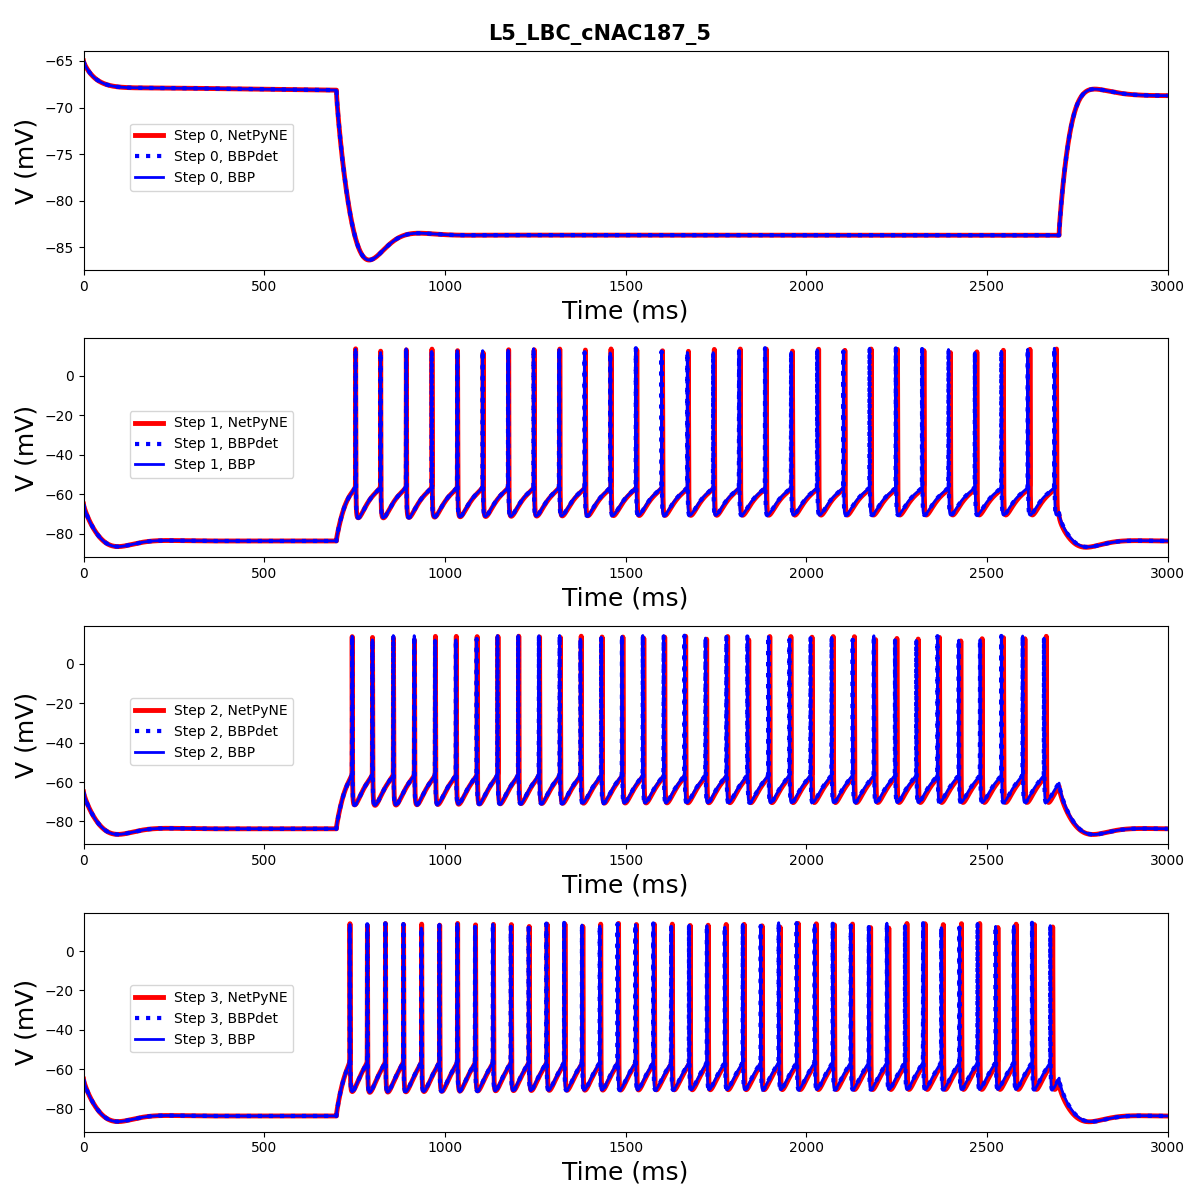 L5_LBC_cNAC187_5
V (mV)
−65
−70
−75
−80
−85
Step 0, NetPyNE
Step 0, BBPdet
Step 0, BBP
0 500 1000 1500 2000 2500 3000
Time (ms)
V (mV)
0
−20
−40
−60
−80
Step 1, NetPyNE
Step 1, BBPdet
Step 1, BBP
0 500 1000 1500 2000 2500 3000
Time (ms)
V (mV)
0
−20
−40
−60
−80
Step 2, NetPyNE
Step 2, BBPdet
Step 2, BBP
0 500 1000 1500 2000 2500 3000
Time (ms)
V (mV)
0
−20
−40
−60
−80
Step 3, NetPyNE
Step 3, BBPdet
Step 3, BBP
0 500 1000 1500 2000 2500 3000
Time (ms)